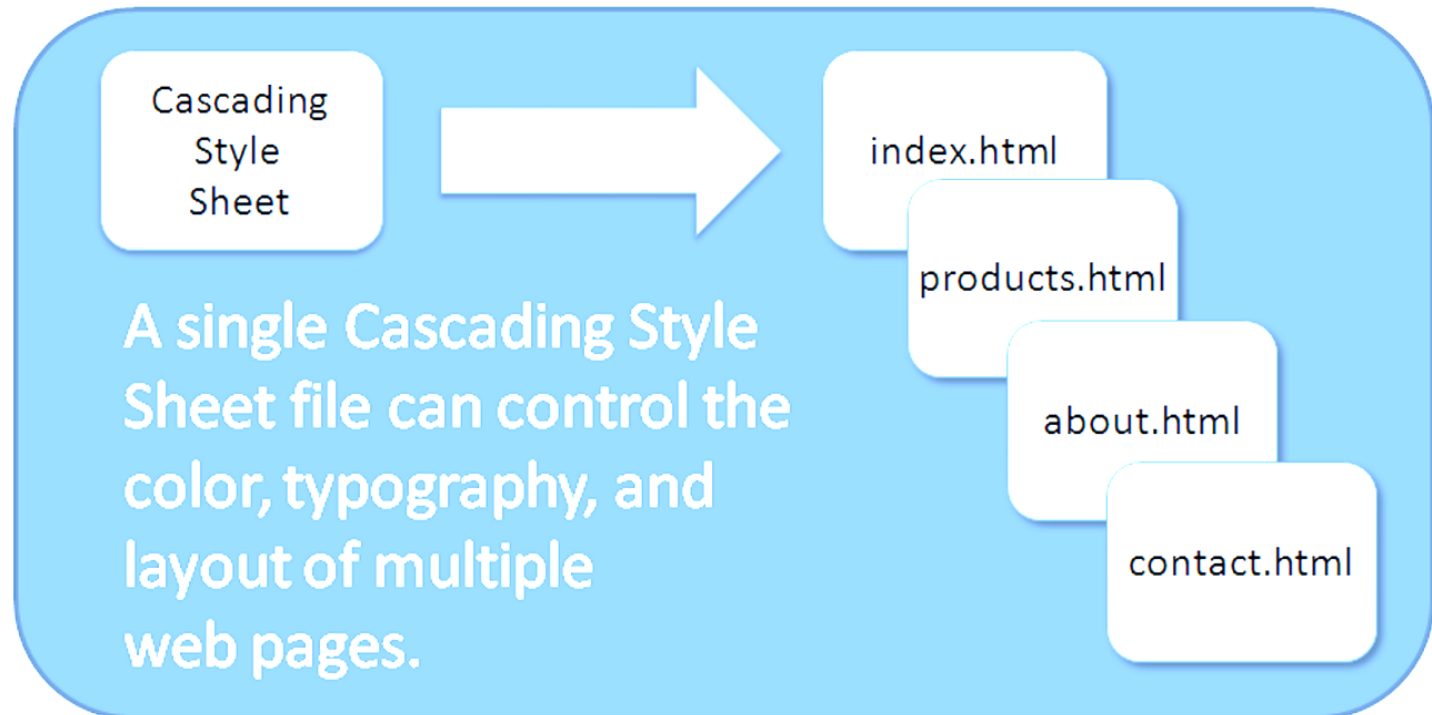 Cascading
Style
Sheet
index.html
products.html
about.html
contact.html
A single Cascading Style
Sheet file can control the
color, typography, and
layout of multiple
web pages.